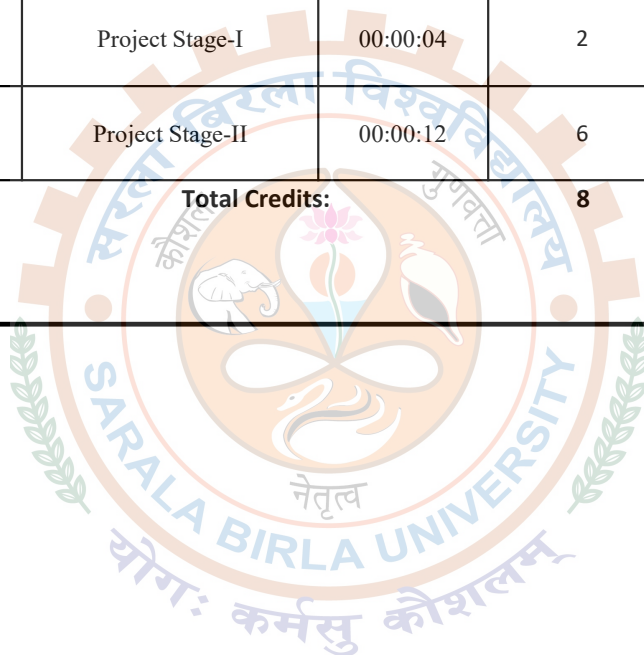 Project Stage-I 00:00:04 2
Project Stage-II 00:00:12 6
Total Credits: 8
सरला बिरला विश्वविद्यालय
कौशल
गुणवत्ता
नेतृत्व
SARALA BIRLA UNIVERSITY
योगः कर्मसु कौशलम्